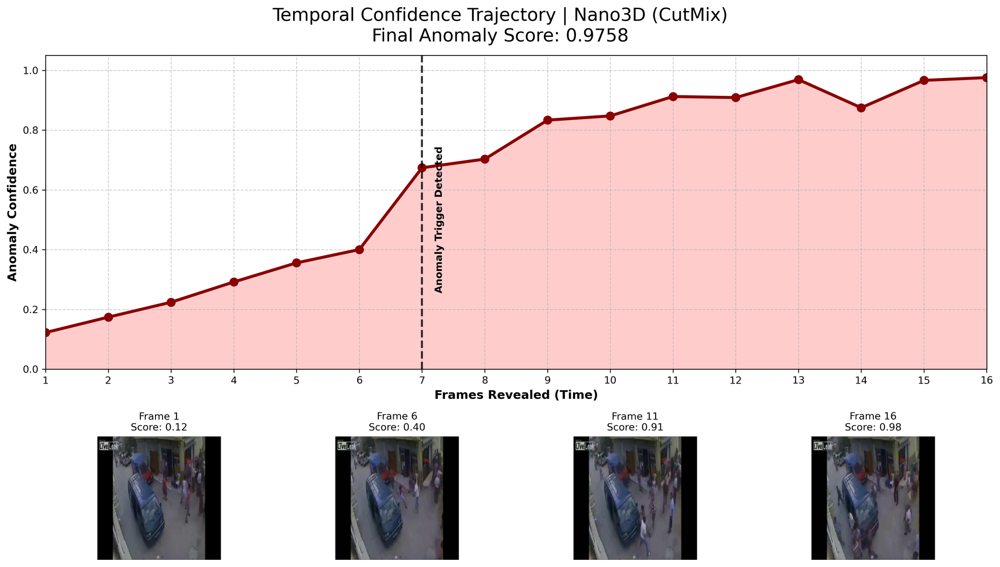 Temporal Confidence Trajectory | Nano3D (CutMix)
Final Anomaly Score: 0.9758
Anomaly Confidence
1.0
0.8
0.6
0.4
0.2
0.0
Anomaly Trigger Detected
1 2 3 4 5 6 7 8 9 10 11 12 13 14 15 16
Frames Revealed (Time)
Frame 1
Score: 0.12
LiveLeak
Frame 6
Score: 0.40
LiveLeak
Frame 11
Score: 0.91
LiveLeak
Frame 16
Score: 0.98
LiveLeak